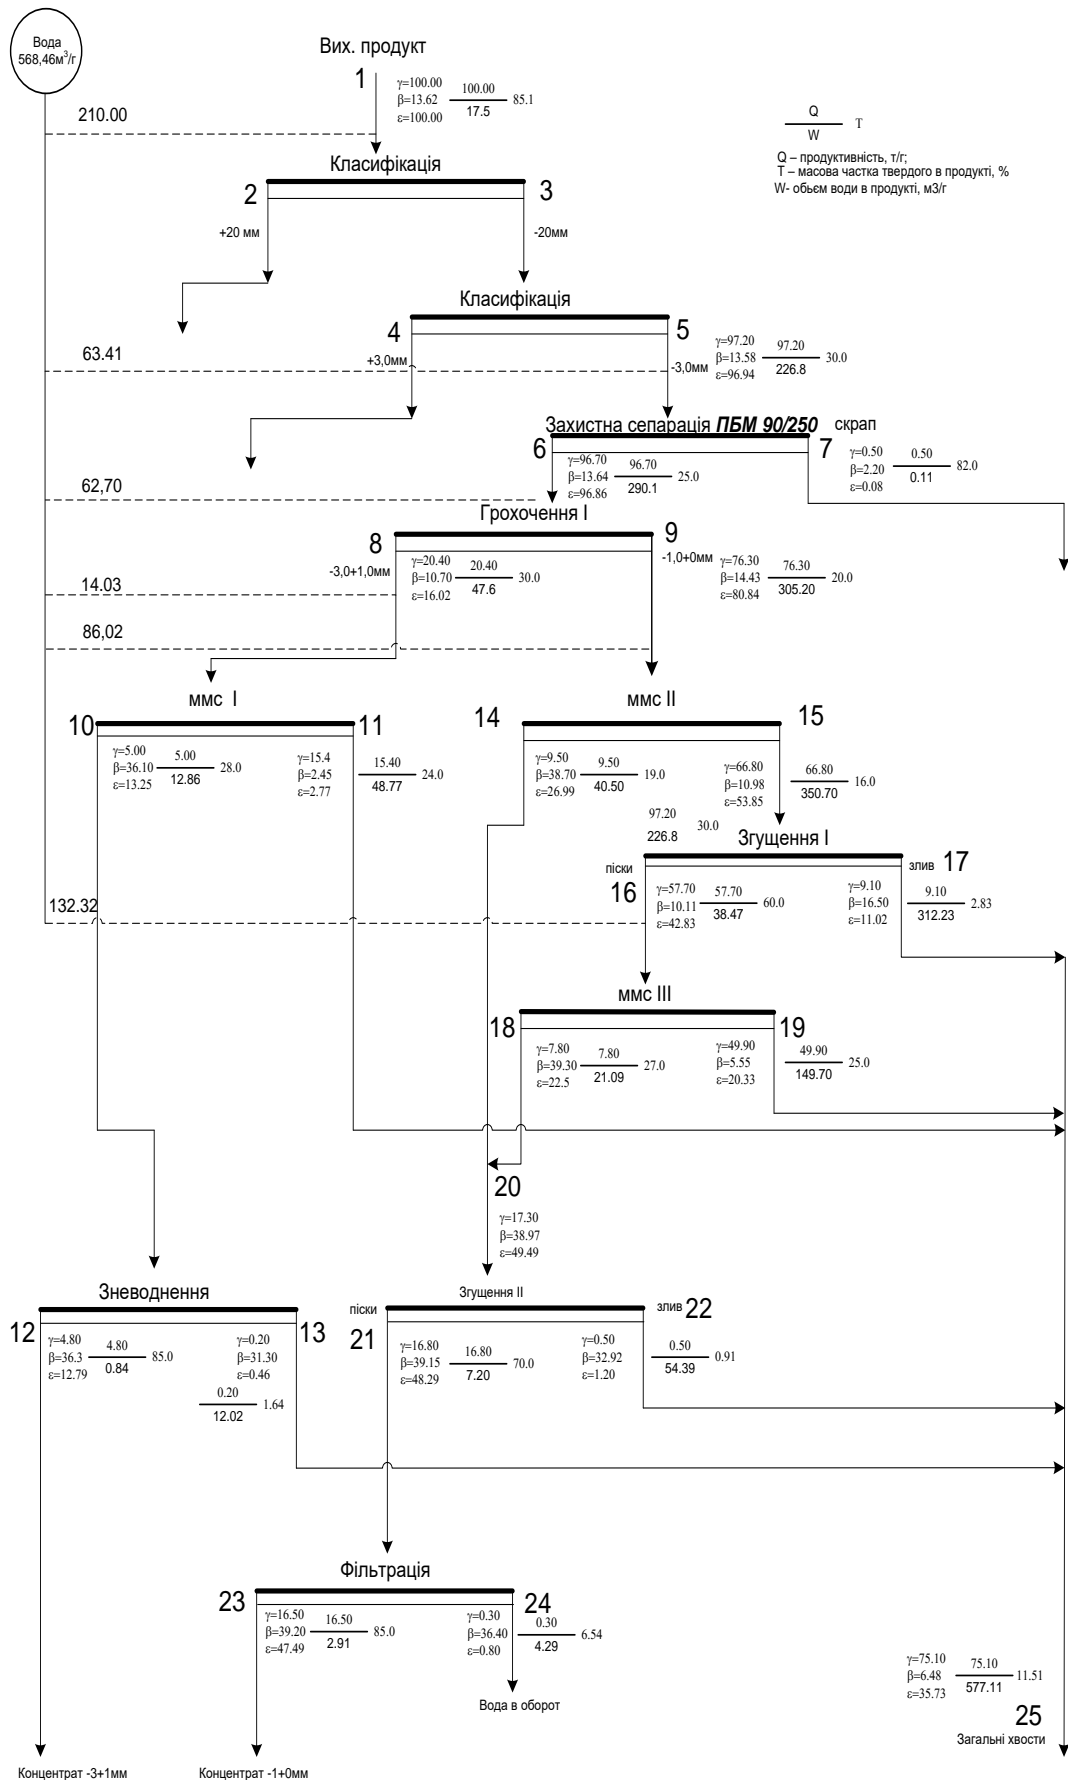 Вода
568,46м³/г
Вих. продукт
1
γ=100.00
β=13.62
ε=100.00
100.00
17.5
85.1
210.00
Q
W
T
Q – продуктивність, т/г;
T – масова частка твердого в продукті, %
W- обьєм води в продукті, м3/г
Класифікація
2
3
+20 мм
-20мм
Класифікація
4
5
63.41
+3,0мм
-3,0мм
γ=97.20
β=13.58
ε=96.94
97.20
226.8
30.0
Захистна сепарація ПБМ 90/250
скрап
6
7
γ=96.70
β=13.64
ε=96.86
96.70
290.1
25.0
γ=0.50
β=2.20
ε=0.08
0.50
0.11
82.0
62,70
Грохочення І
8
9
-3,0+1,0мм
γ=20.40
β=10.70
ε=16.02
20.40
47.6
30.0
-1,0+0мм
γ=76.30
β=14.43
ε=80.84
76.30
305.20
20.0
14.03
86,02
ммс І
10
11
γ=5.00
β=36.10
ε=13.25
5.00
12.86
28.0
γ=15.4
β=2.45
ε=2.77
15.40
48.77
24.0
ммс ІІ
14
15
γ=9.50
β=38.70
ε=26.99
9.50
40.50
19.0
γ=66.80
β=10.98
ε=53.85
66.80
350.70
16.0
97.20
226.8
30.0
Згущення І
піски
16
злив 17
γ=57.70
β=10.11
ε=42.83
57.70
38.47
60.0
γ=9.10
β=16.50
ε=11.02
9.10
312.23
2.83
132.32
ммс ІІІ
18
19
γ=7.80
β=39.30
ε=22.5
7.80
21.09
27.0
γ=49.90
β=5.55
ε=20.33
49.90
149.70
25.0
20
γ=17.30
β=38.97
ε=49.49
Зневоднення
12
13
γ=4.80
β=36.3
ε=12.79
4.80
0.84
85.0
γ=0.20
β=31.30
ε=0.46
0.20
12.02
1.64
Згущення ІІ
піски
21
злив 22
γ=16.80
β=39.15
ε=48.29
16.80
7.20
70.0
γ=0.50
β=32.92
ε=1.20
0.50
54.39
0.91
Фільтрація
23
24
γ=16.50
β=39.20
ε=47.49
16.50
2.91
85.0
γ=0.30
β=36.40
ε=0.80
0.30
4.29
6.54
Вода в оборот
γ=75.10
β=6.48
ε=35.73
75.10
577.11
11.51
25
Загальні хвости
Концентрат -3+1мм
Концентрат -1+0мм